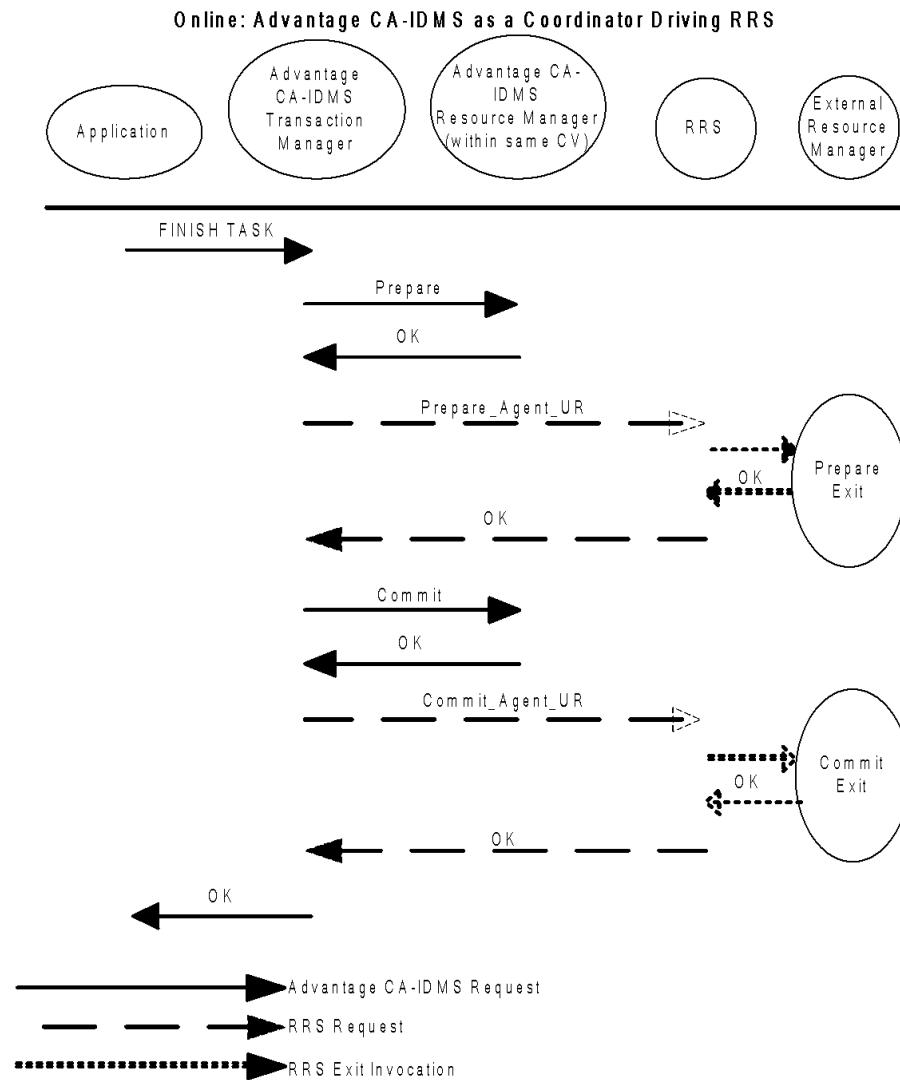 Online: Advantage CA-IDMS as a Coordinator Driving RRS
Application
Advantage
CA-IDMS
Transaction
Manager
Advantage CA-
IDMS
Resource Manager
(within same CV)
RRS
External
Resource
Manager
FINISH TASK
Prepare
OK
Prepare_Agent_UR
OK
Prepare
Exit
OK
Commit
OK
Commit_Agent_UR
OK
Commit
Exit
OK
OK
Advantage CA-IDMS Request
RRS Request
RRS Exit Invocation